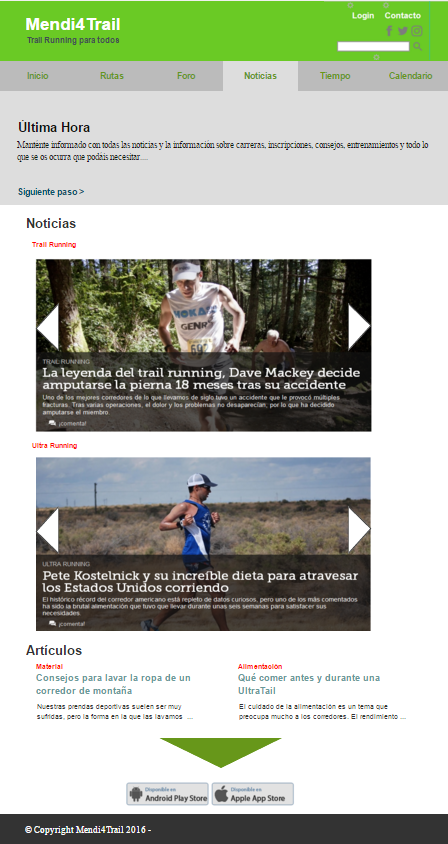 Mendi4Trail
Trail Running para todos
Login Contacto
Inicio Rutas Foro Noticias Tiempo Calendario
Última Hora
Mantente informado con todas las noticias y la información sobre carreras, inscripciones, consejos, entrenamientos y todo lo
que se os ocurra que podáis necesitar...
Siguiente paso >
Noticias
Trail Running
TRAIL RUNNING
La leyenda del trail running, Dave Mackey decide
amputarse la pierna 18 meses tras su accidente
Uno de los mejores corredores de lo que llevamos de siglo tuvo un accidente que le provocó múltiples
fracturas. Tras varias operaciones, el dolor y los problemas no desaparecían, por lo que ha decidido
amputarse el miembro.
¡comenta!
Ultra Running
ULTRA RUNNING
Pete Kostelnick y su increíble dieta para atravesar
los Estados Unidos corriendo
El histórico récord del corredor americano está repleto de datos curiosos, pero uno de los más comentados
ha sido la brutal alimentación que tuvo que llevar durante una seis semanas para satisfacer sus
necesidades.
¡comenta!
Artículos
Material
Consejos para lavar la ropa de un
corredor de montaña
Nuestras prendas deportivas suelen ser muy
sufridas, pero la forma en la que las lavamos ...
Alimentación
Qué comer antes y durante una
UltraTail
El cuidado de la alimentación es un tema que
preocupa mucho a los corredores. El rendimiento ...
Disponible en
Android Play Store
Disponible en
Apple App Store
© Copyright Mendi4Trail 2016 -